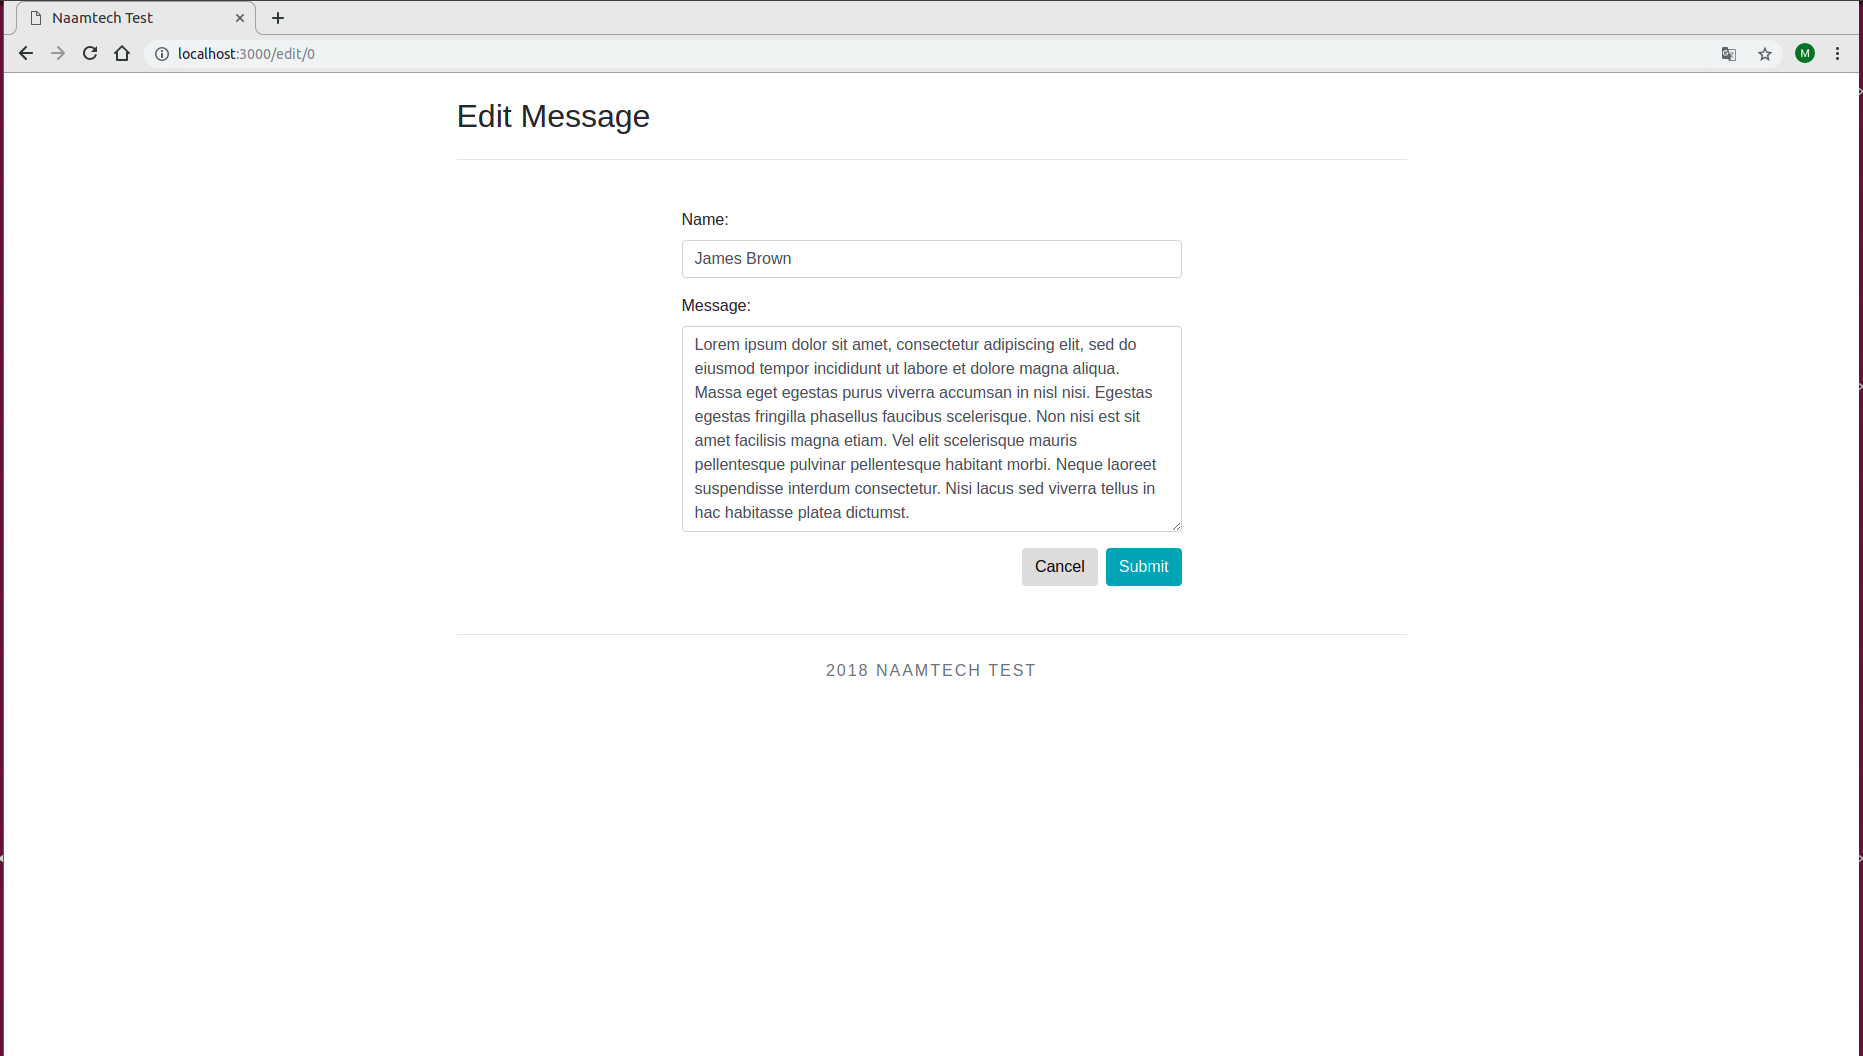 Naamtech Test
localhost:3000/edit/0
M
Edit Message
Name:
James Brown
Message:
Lorem ipsum dolor sit amet, consectetur adipiscing elit, sed do
eiusmod tempor incididunt ut labore et dolore magna aliqua.
Massa eget egestas purus viverra accumsan in nisl nisi. Egestas
egestas fringilla phasellus faucibus scelerisque. Non nisi est sit
amet facilisis magna etiam. Vel elit scelerisque mauris
pellentesque pulvinar pellentesque habitant morbi. Neque laoreet
suspendisse interdum consectetur. Nisi lacus sed viverra tellus in
hac habitasse platea dictumst.
Cancel Submit
2018 NAAMTECH TEST